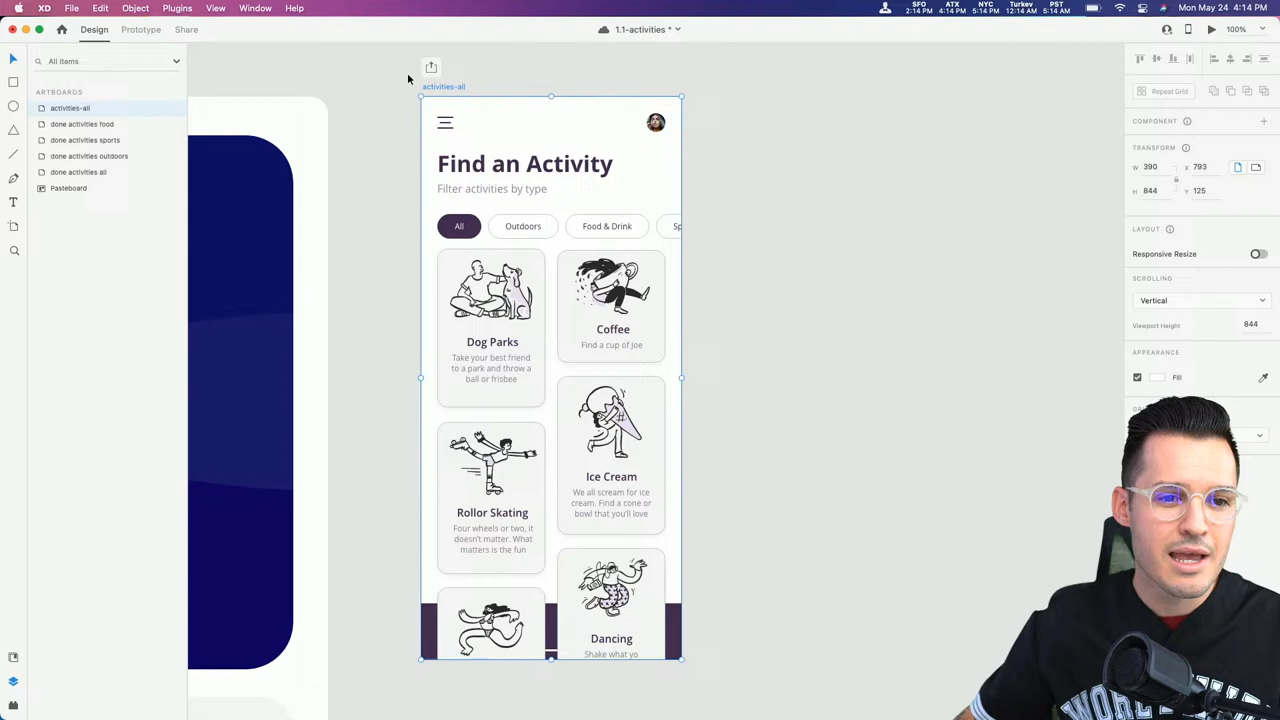 XD File Edit Object Plugins View Window Help
SFO ATX NYC Turkey PST
2:14 PM 4:14 PM 5:14 PM 12:14 AM 5:14 AM
Mon May 24 4:14 PM
Design Prototype Share
1.1-activities *
100%
All Items
ARTBOARDS
activities-all
done activities food
done activities sports
done activities outdoors
done activities all
Pasteboard
activities-all
Find an Activity
Filter activities by type
All Outdoors Food & Drink Sp
Dog Parks
Take your best friend
to a park and throw a
ball or frisbee
Coffee
Find a cup of Joe
Rollor Skating
Four wheels or two, it
doesn't matter. What
matters is the fun
Ice Cream
We all scream for ice
cream. Find a cone or
bowl that you'll love
Dancing
Shake what yo
Repeat Grid
COMPONENT
TRANSFORM
W 390 X 793
H 844 Y 125
LAYOUT
Responsive Resize
SCROLLING
Vertical
Viewport Height 844
APPEARANCE
Fill